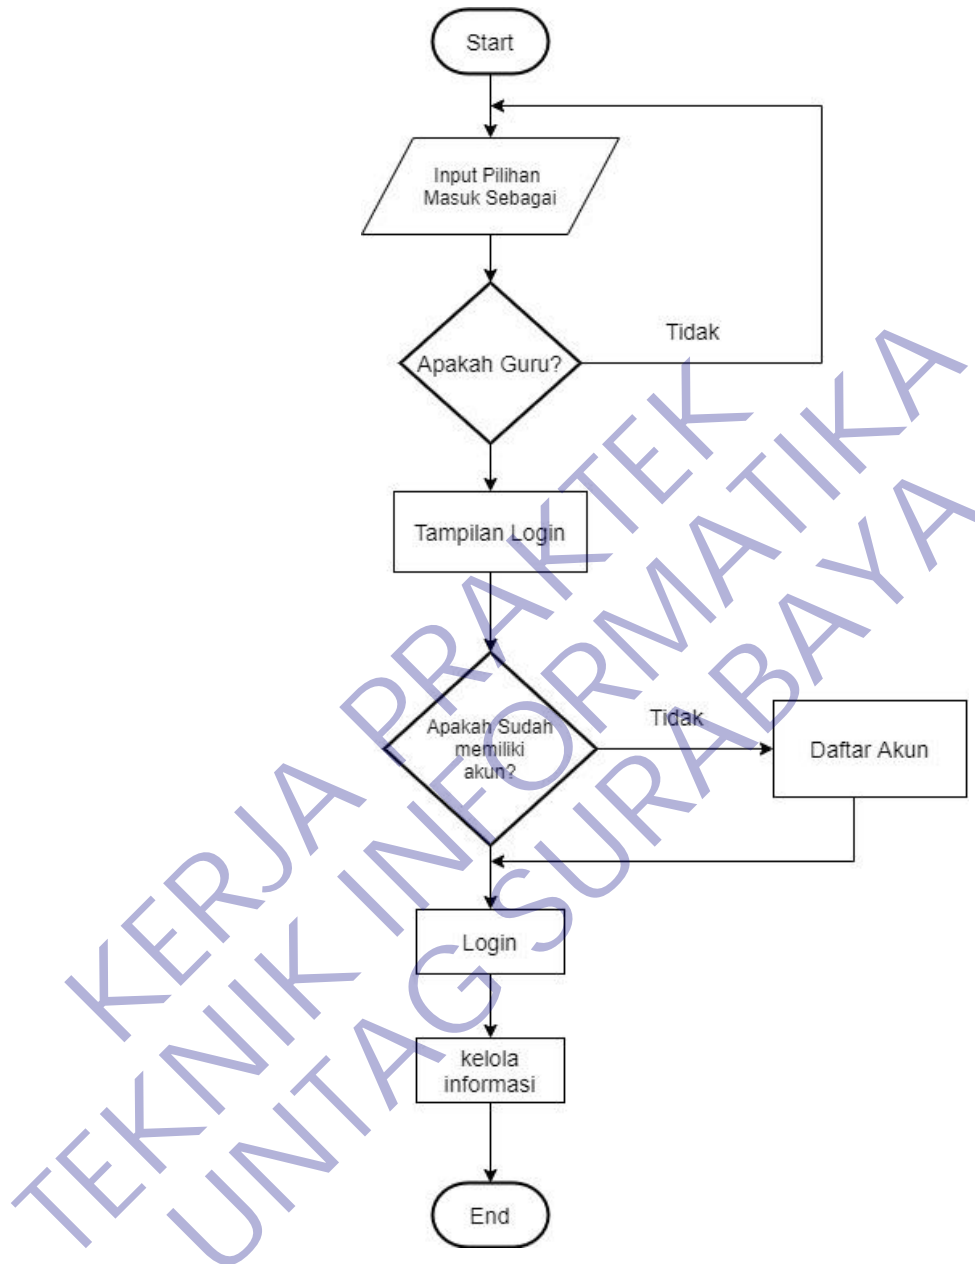 Start
Input Pilihan
Masuk Sebagai
Tidak
Apakah Guru?
Tampilan Login
Apakah Sudah
memiliki
akun?
Tidak
Daftar Akun
Login
kelola
informasi
End
KERJA PRAKTEK
TEKNIK INFORMATIKA
UNTAG SURABAYA